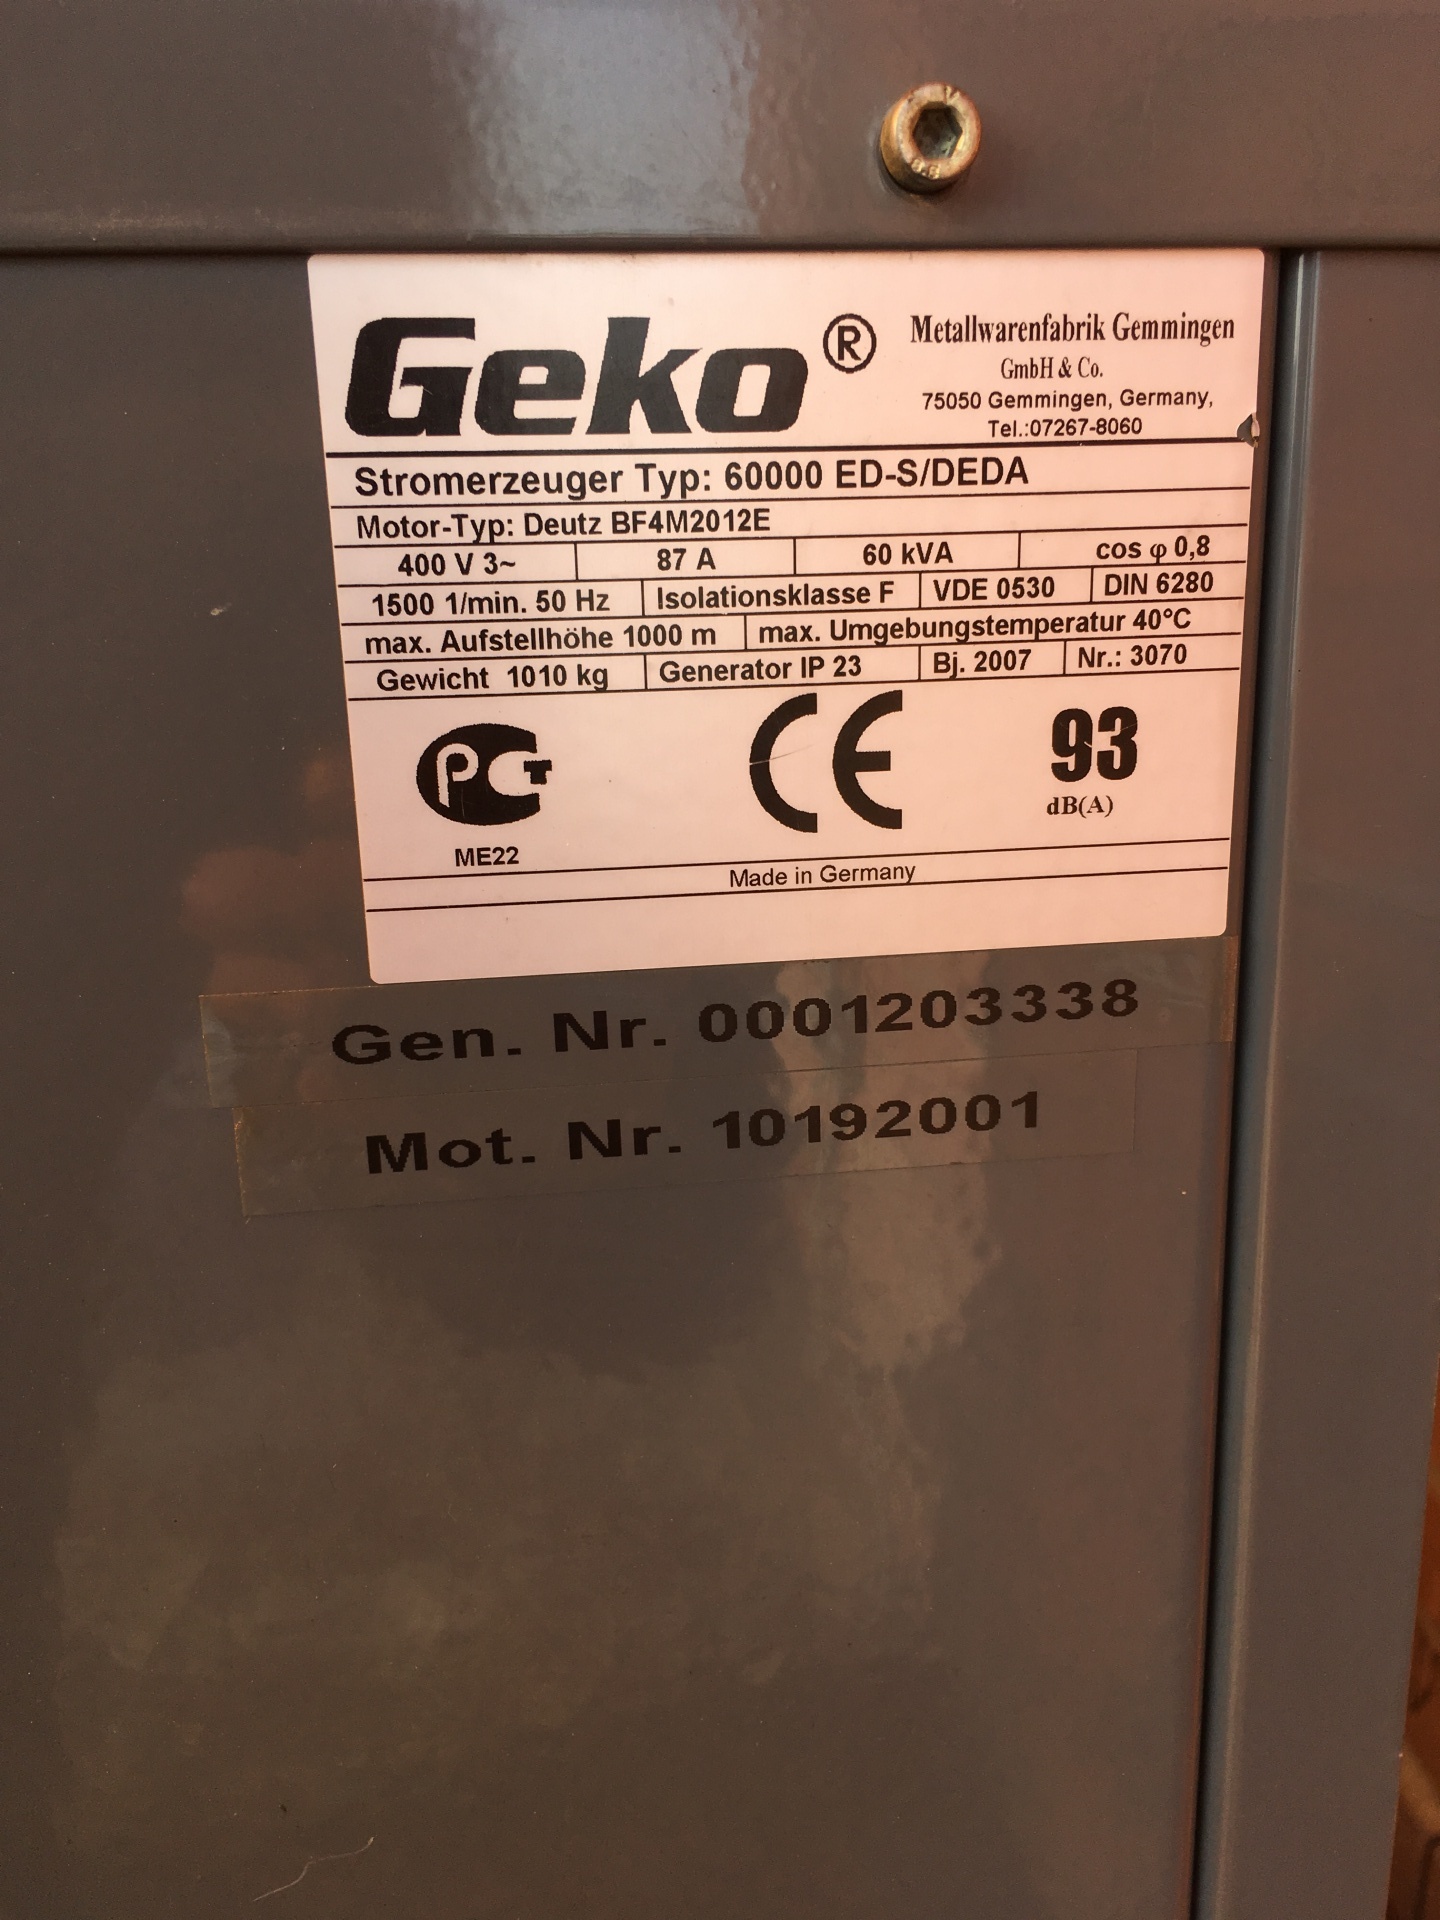 Geko ®
Metallwarenfabrik Gemmingen
GmbH & Co.
75050 Gemmingen, Germany,
Tel.:07267-8060
Stromerzeuger Typ: 60000 ED-S/DEDA
Motor-Typ: Deutz BF4M2012E
400 V 3~ 87 A 60 kVA cos φ 0,8
1500 1/min. 50 Hz Isolationsklasse F VDE 0530 DIN 6280
max. Aufstellhöhe 1000 m max. Umgebungstemperatur 40°C
Gewicht 1010 kg Generator IP 23 Bj. 2007 Nr.: 3070
РСТ CE 93
dB(A)
ME22
Made in Germany
Gen. Nr. 0001203338
Mot. Nr. 10192001